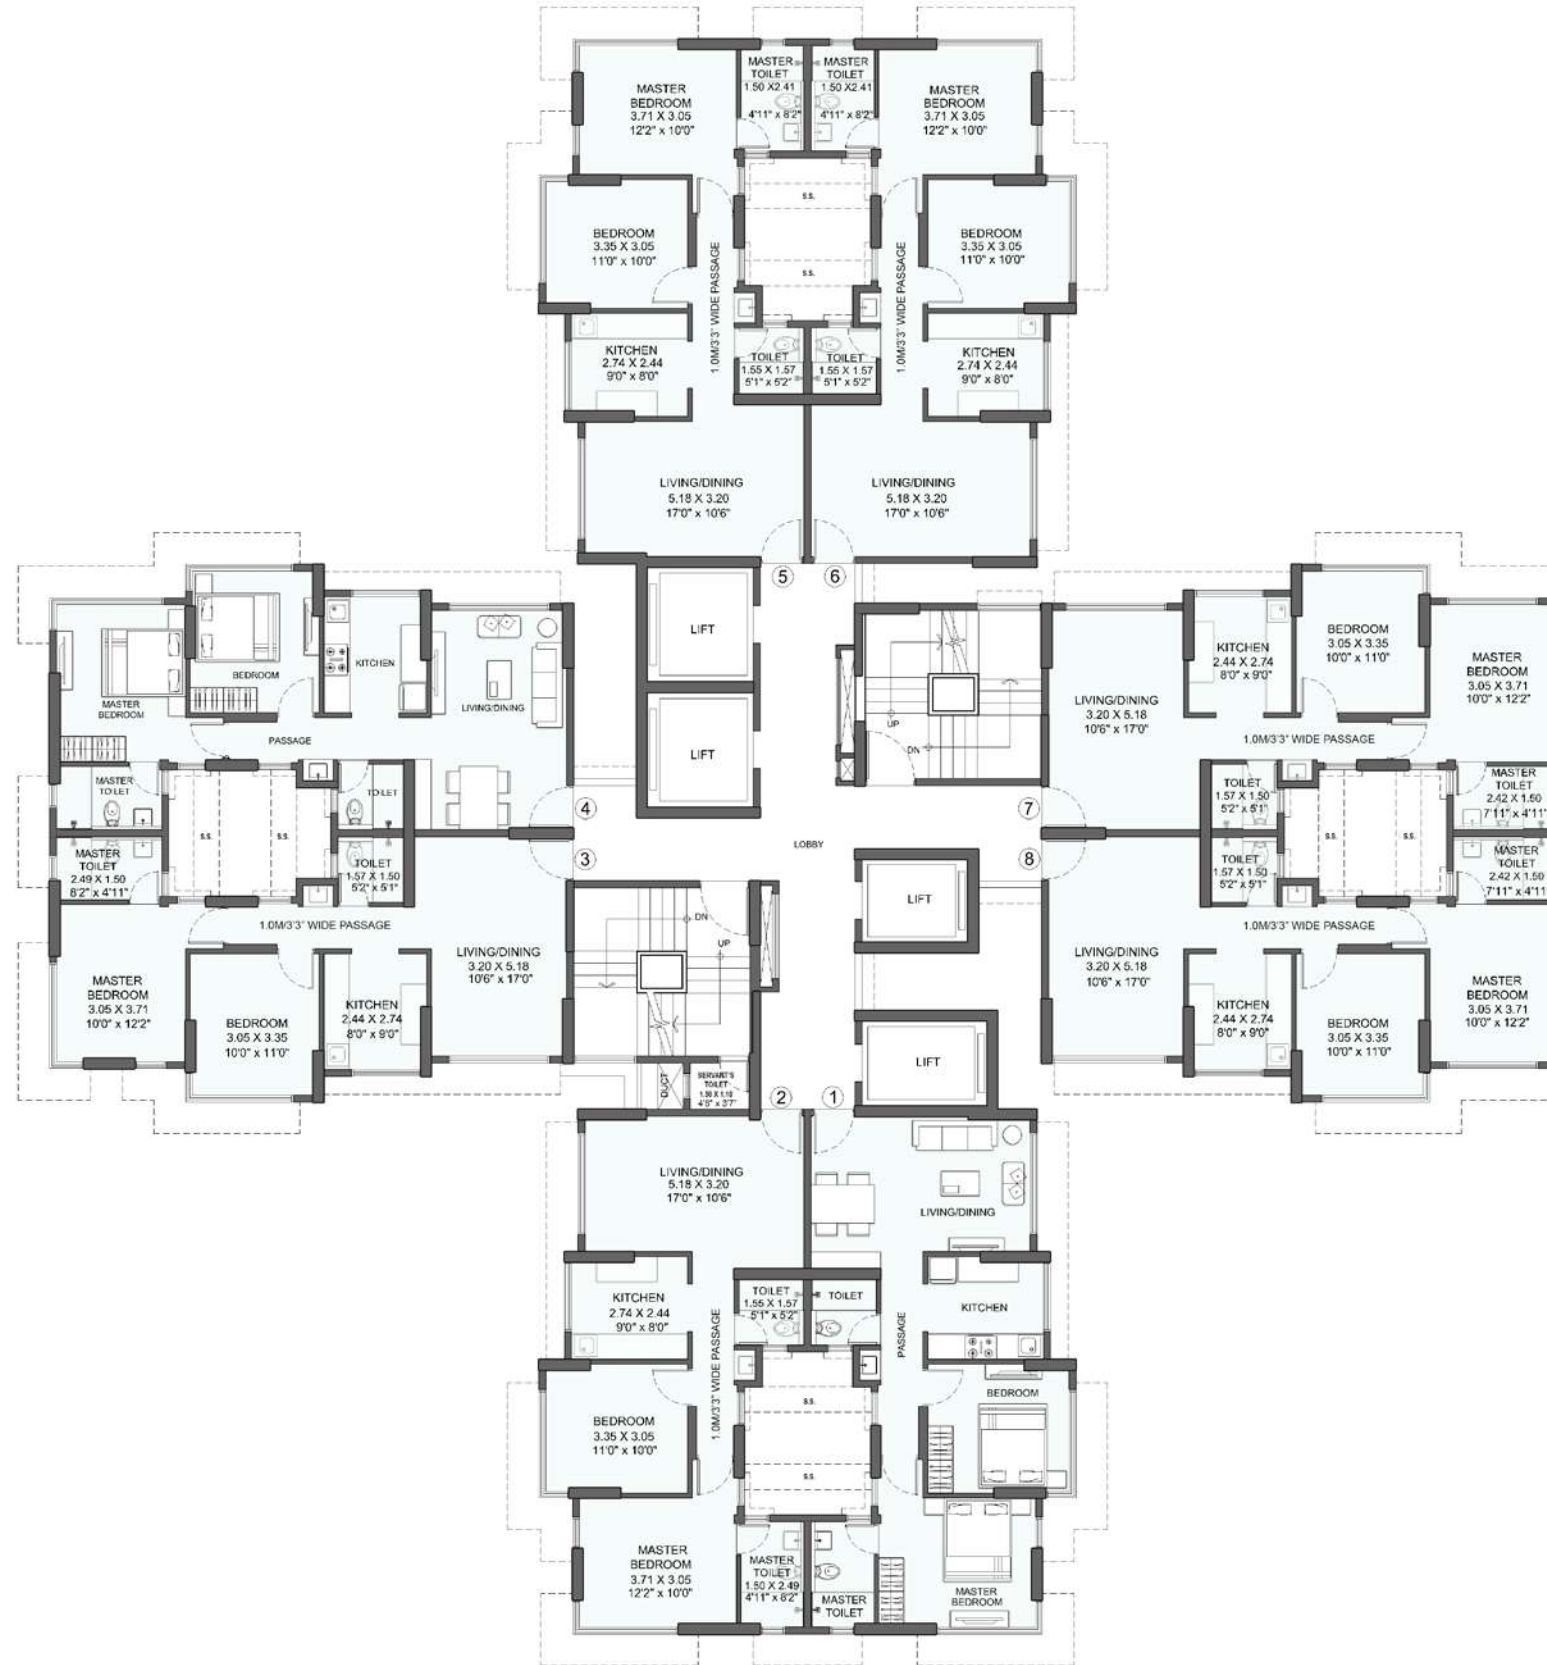 MASTER
TOILET
1.50 X2.41
4'11" x 8'2"
MASTER
TOILET
1.50 X2.41
4'11" x 8'2"
MASTER
BEDROOM
3.71 X 3.05
12'2" x 10'0"
MASTER
BEDROOM
3.71 X 3.05
12'2" x 10'0"
S.S.
BEDROOM
3.35 X 3.05
11'0" x 10'0"
1.0M/3'3" WIDE PASSAGE
S.S.
1.0M/3'3" WIDE PASSAGE
BEDROOM
3.35 X 3.05
11'0" x 10'0"
KITCHEN
2.74 X 2.44
9'0" x 8'0"
TOILET
1.55 X 1.57
5'1" x 5'2"
TOILET
1.55 X 1.57
5'1" x 5'2"
KITCHEN
2.74 X 2.44
9'0" x 8'0"
LIVING/DINING
5.18 X 3.20
17'0" x 10'6"
LIVING/DINING
5.18 X 3.20
17'0" x 10'6"
5
6
LIFT
LIFT
UP
DN
BEDROOM
KITCHEN
MASTER
BEDROOM
LIVING/DINING
PASSAGE
MASTER
TOILET
TOILET
4
S.S.
S.S.
3
MASTER
TOILET
2.49 X 1.50
8'2" x 4'11"
TOILET
1.57 X 1.50
5'2" x 5'1"
1.0M/3'3" WIDE PASSAGE
LIVING/DINING
3.20 X 5.18
10'6" x 17'0"
MASTER
BEDROOM
3.05 X 3.71
10'0" x 12'2"
BEDROOM
3.05 X 3.35
10'0" x 11'0"
KITCHEN
2.44 X 2.74
8'0" x 9'0"
LOBBY
KITCHEN
2.44 X 2.74
8'0" x 9'0"
BEDROOM
3.05 X 3.35
10'0" x 11'0"
MASTER
BEDROOM
3.05 X 3.71
10'0" x 12'2"
LIVING/DINING
3.20 X 5.18
10'6" x 17'0"
1.0M/3'3" WIDE PASSAGE
7
TOILET
1.57 X 1.50
5'2" x 5'1"
MASTER
TOILET
2.42 X 1.50
7'11" x 4'11"
S.S.
S.S.
8
TOILET
1.57 X 1.50
5'2" x 5'1"
MASTER
TOILET
2.42 X 1.50
7'11" x 4'11"
1.0M/3'3" WIDE PASSAGE
LIVING/DINING
3.20 X 5.18
10'6" x 17'0"
KITCHEN
2.44 X 2.74
8'0" x 9'0"
BEDROOM
3.05 X 3.35
10'0" x 11'0"
MASTER
BEDROOM
3.05 X 3.71
10'0" x 12'2"
DN
UP
LIFT
LIFT
DUCT
SERVANT'S
TOILET
2
1
LIVING/DINING
5.18 X 3.20
17'0" x 10'6"
LIVING/DINING
KITCHEN
2.74 X 2.44
9'0" x 8'0"
TOILET
1.55 X 1.57
5'1" x 5'2"
TOILET
KITCHEN
1.0M/3'3" WIDE PASSAGE
PASSAGE
BEDROOM
3.35 X 3.05
11'0" x 10'0"
S.S.
BEDROOM
S.S.
MASTER
BEDROOM
3.71 X 3.05
12'2" x 10'0"
MASTER
TOILET
1.50 X 2.49
4'11" x 8'2"
MASTER
TOILET
MASTER
BEDROOM